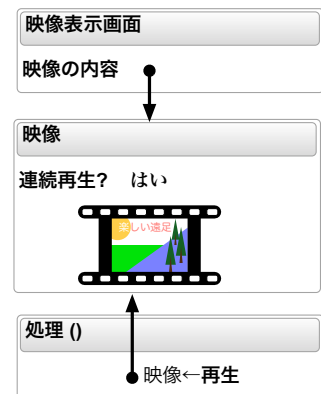 映像表示画面
映像の内容
映像
連続再生? はい
楽しい遠足
処理 ()
映像←再生